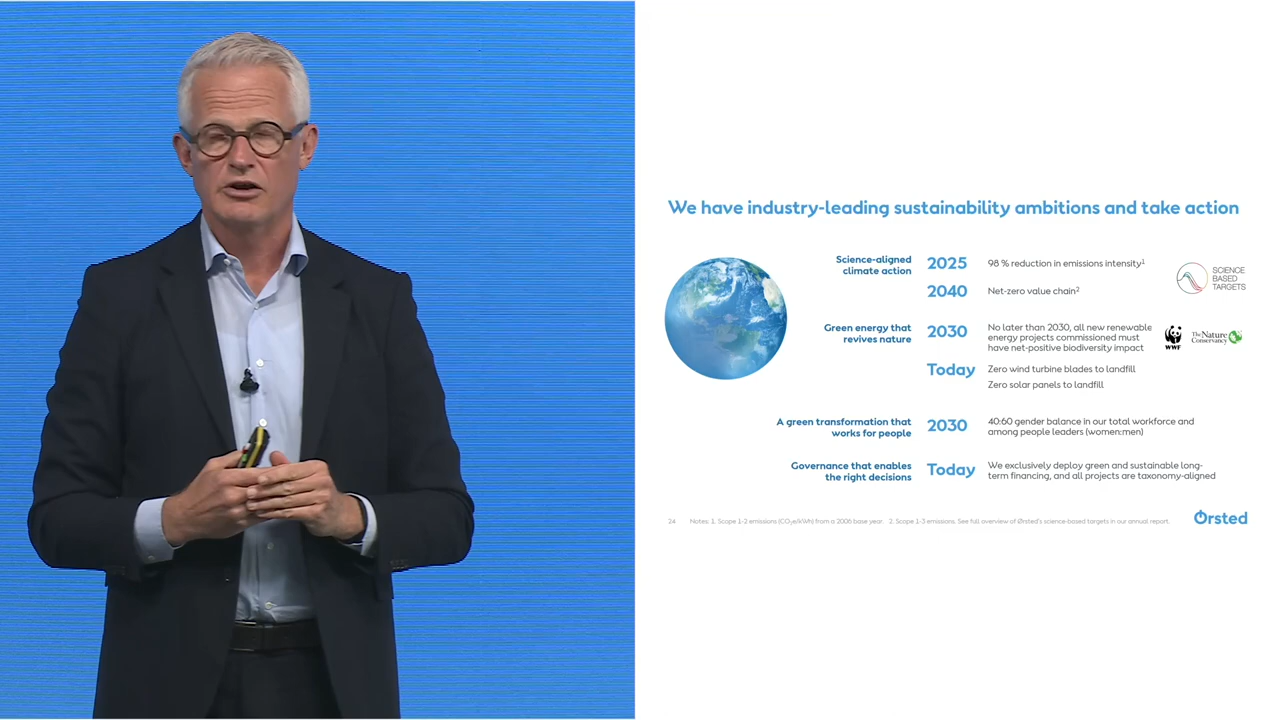 We have industry-leading sustainability ambitions and take action
Science-aligned
climate action
2025
98 % reduction in emissions intensity¹
2040
Net-zero value chain²
SCIENCE
BASED
TARGETS
Green energy that
revives nature
2030
No later than 2030, all new renewable
energy projects commissioned must
have net-positive biodiversity impact
WWF
The Nature
Conservancy
Today
Zero wind turbine blades to landfill
Zero solar panels to landfill
A green transformation that
works for people
2030
40:60 gender balance in our total workforce and
among people leaders (women:men)
Governance that enables
the right decisions
Today
We exclusively deploy green and sustainable long-
term financing, and all projects are taxonomy-aligned
24 Notes: 1. Scope 1-2 emissions (CO₂e/kWh) from a 2006 base year. 2. Scope 1-3 emissions. See full overview of Ørsted's science-based targets in our annual report.
Ørsted